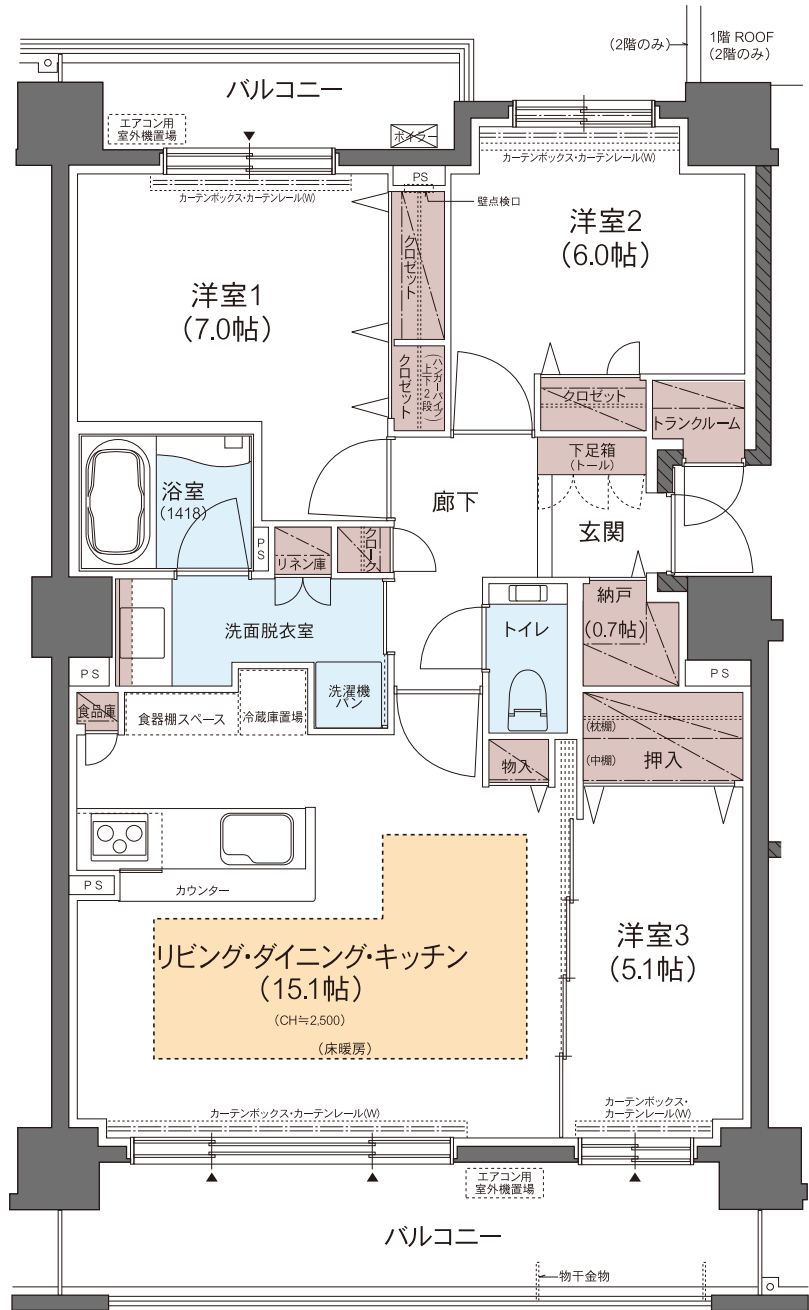 (2階のみ)
1階 ROOF
(2階のみ)
バルコニー
エアコン用
室外機置場
ボイラー
カーテンボックス・カーテンレール(W)
カーテンボックス・カーテンレール(W)
PS
壁点検口
洋室2
(6.0帖)
クロゼット
洋室1
(7.0帖)
クロゼット
(ハンガーパイプ
上下2段)
クロゼット
トランクルーム
下足箱
(トール)
浴室
(1418)
廊下
玄関
PS
リネン庫
クローク
納戸
(0.7帖)
洗面脱衣室
トイレ
PS
PS
洗濯機
パン
食品庫
食器棚スペース
冷蔵庫置場
(枕棚)
(中棚)
押入
物入
PS
カウンター
リビング・ダイニング・キッチン
(15.1帖)
(CH≒2,500)
(床暖房)
洋室3
(5.1帖)
カーテンボックス・カーテンレール(W)
カーテンボックス・
カーテンレール(W)
エアコン用
室外機置場
バルコニー
物干金物